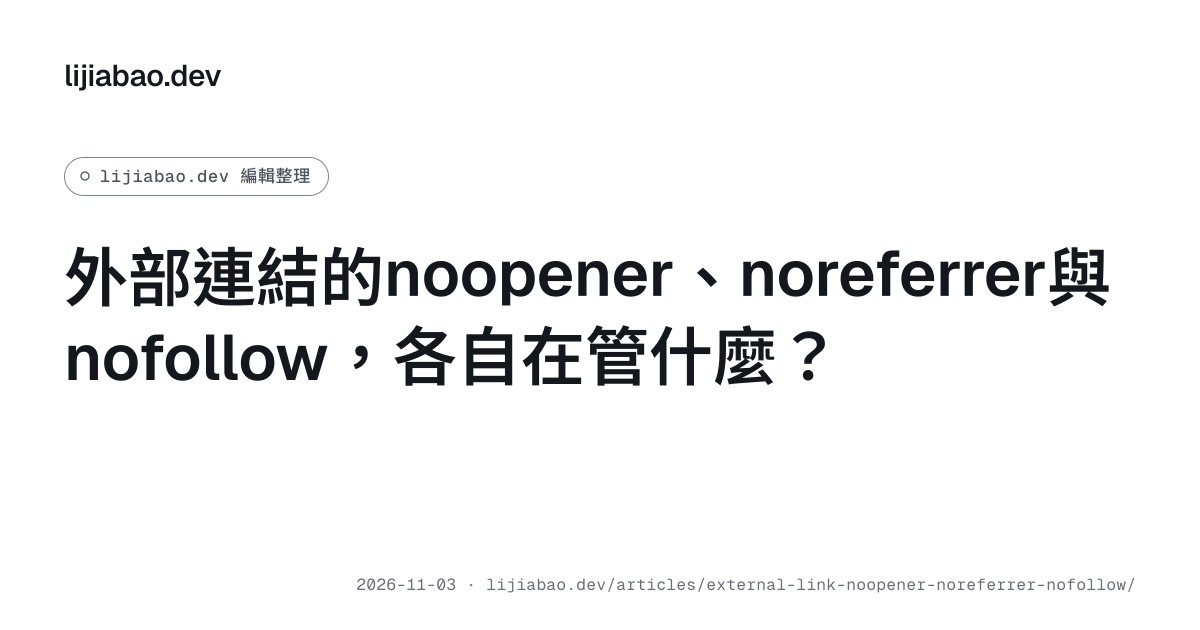 lijiabao.dev
lijiabao.dev 編輯整理
外部連結的noopener、noreferrer與
nofollow，各自在管什麼？
2026-11-03 · lijiabao.dev/articles/external-link-noopener-noreferrer-nofollow/